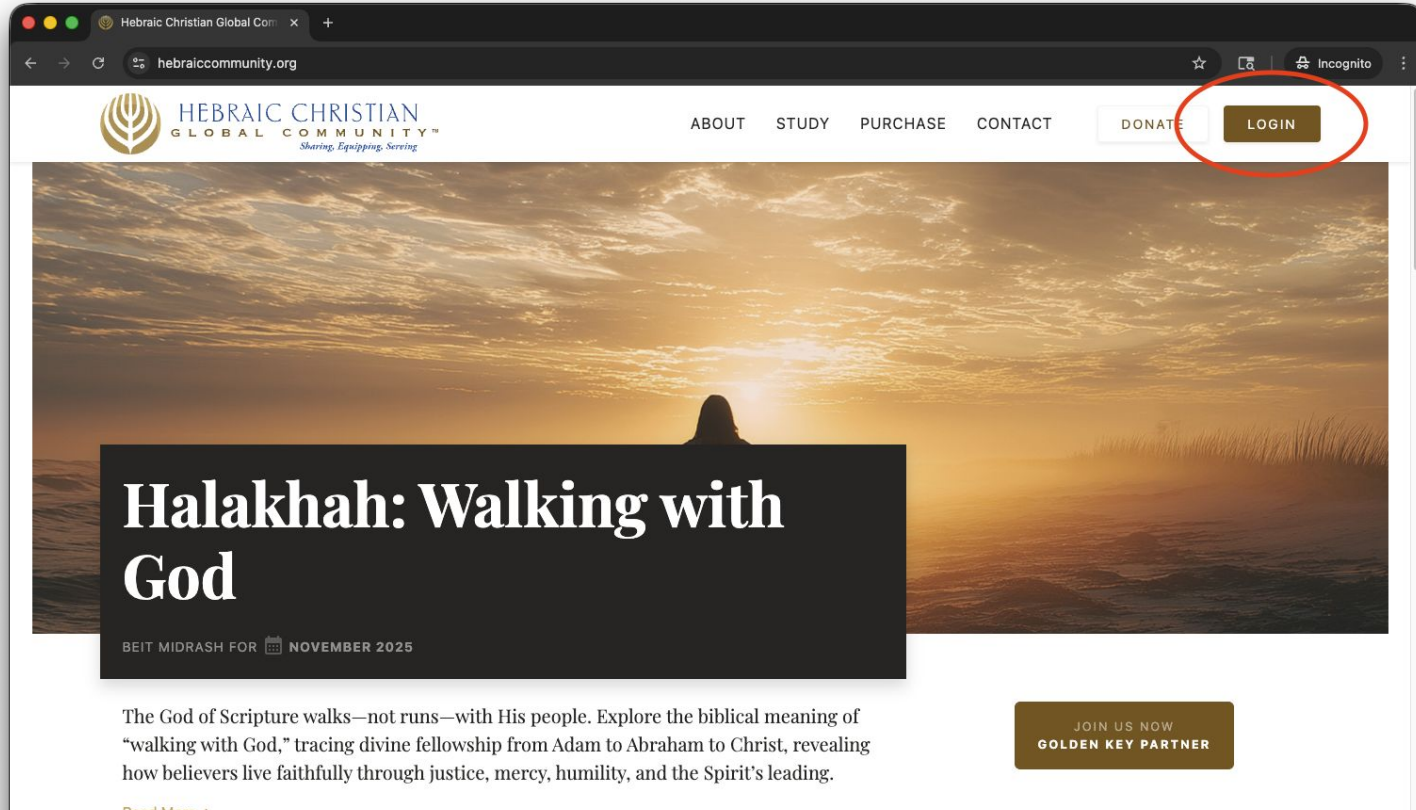 Hebraic Christian Global Com
hebraiccommunity.org
Incognito
HEBRAIC CHRISTIAN
GLOBAL COMMUNITY™
Sharing, Equipping, Serving
ABOUT STUDY PURCHASE CONTACT DONATE LOGIN
Halakhah: Walking with
God
BEIT MIDRASH FOR NOVEMBER 2025
The God of Scripture walks—not runs—with His people. Explore the biblical meaning of
“walking with God,” tracing divine fellowship from Adam to Abraham to Christ, revealing
how believers live faithfully through justice, mercy, humility, and the Spirit’s leading.
JOIN US NOW
GOLDEN KEY PARTNER